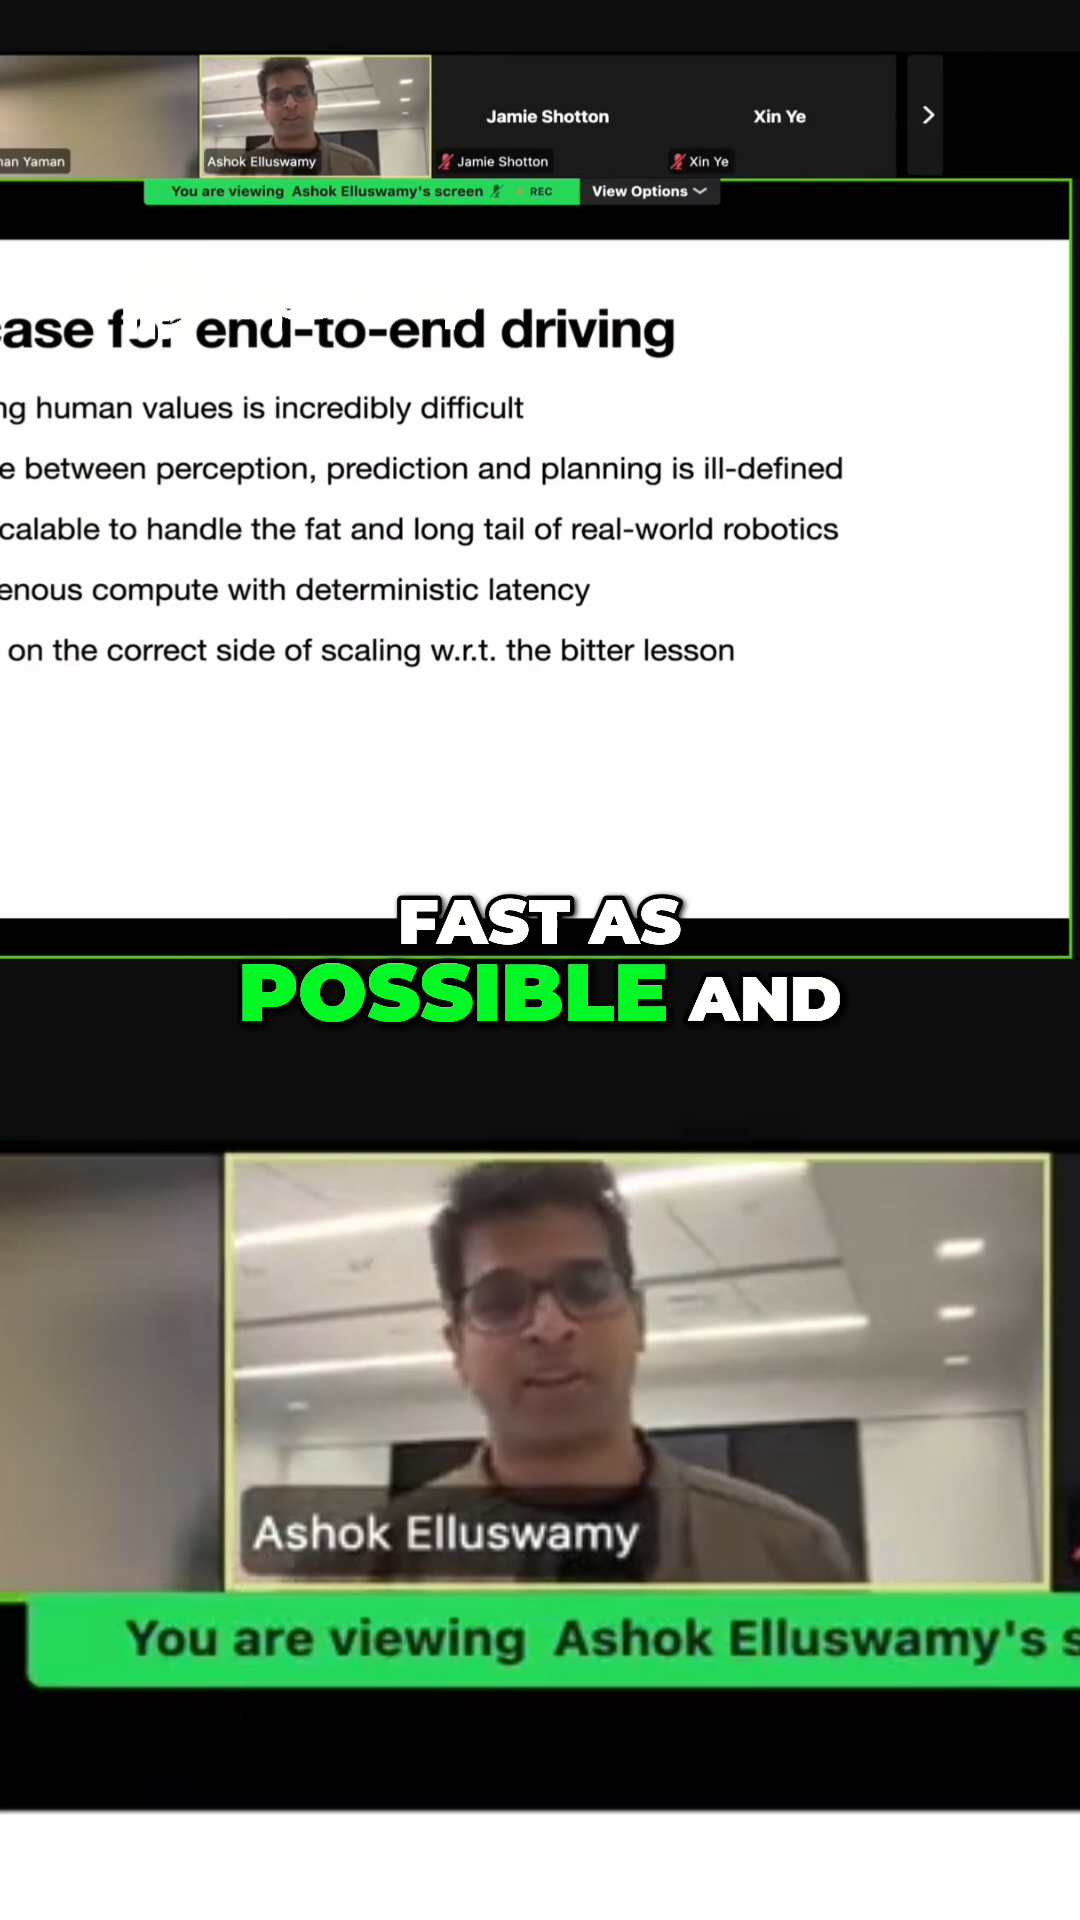 nan Yaman
Ashok Elluswamy
Jamie Shotton
Jamie Shotton
Xin Ye
Xin Ye
You are viewing Ashok Elluswamy's screen
REC
View Options
case for end-to-end driving
ng human values is incredibly difficult
e between perception, prediction and planning is ill-defined
calable to handle the fat and long tail of real-world robotics
enous compute with deterministic latency
on the correct side of scaling w.r.t. the bitter lesson
FAST AS
POSSIBLE AND
Ashok Elluswamy
You are viewing Ashok Elluswamy's s